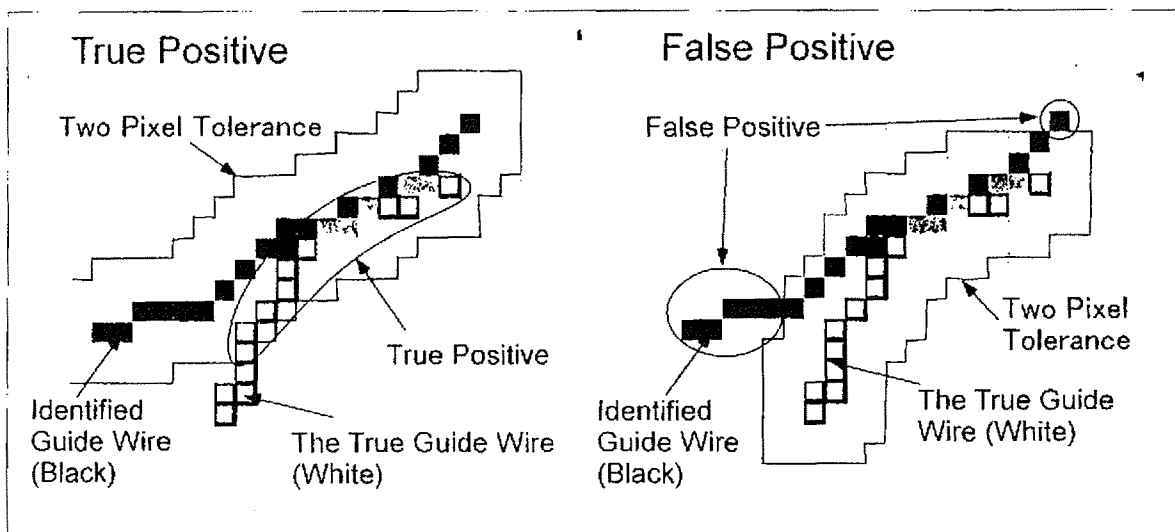 True Positive
Two Pixel Tolerance
True Positive
Identified
Guide Wire
(Black)
The True Guide Wire
(White)
False Positive
False Positive
Two Pixel
Tolerance
Identified
Guide Wire
(Black)
The True Guide
Wire (White)